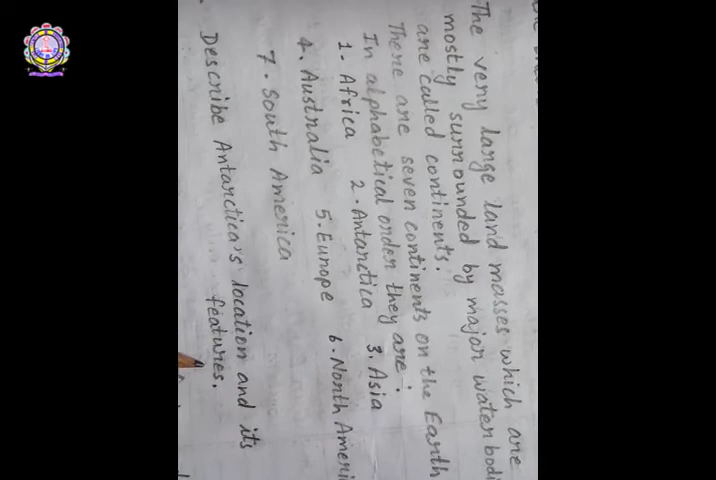 The very large land masses which are
mostly surrounded by major water bodi
are called continents.
There are seven continents on the Earth
In alphabetical order they are:
1. Africa 2. Antarctica 3. Asia
4. Australia 5. Europe 6. North Ameri
7. South America
Describe Antarctica's location and its
features.